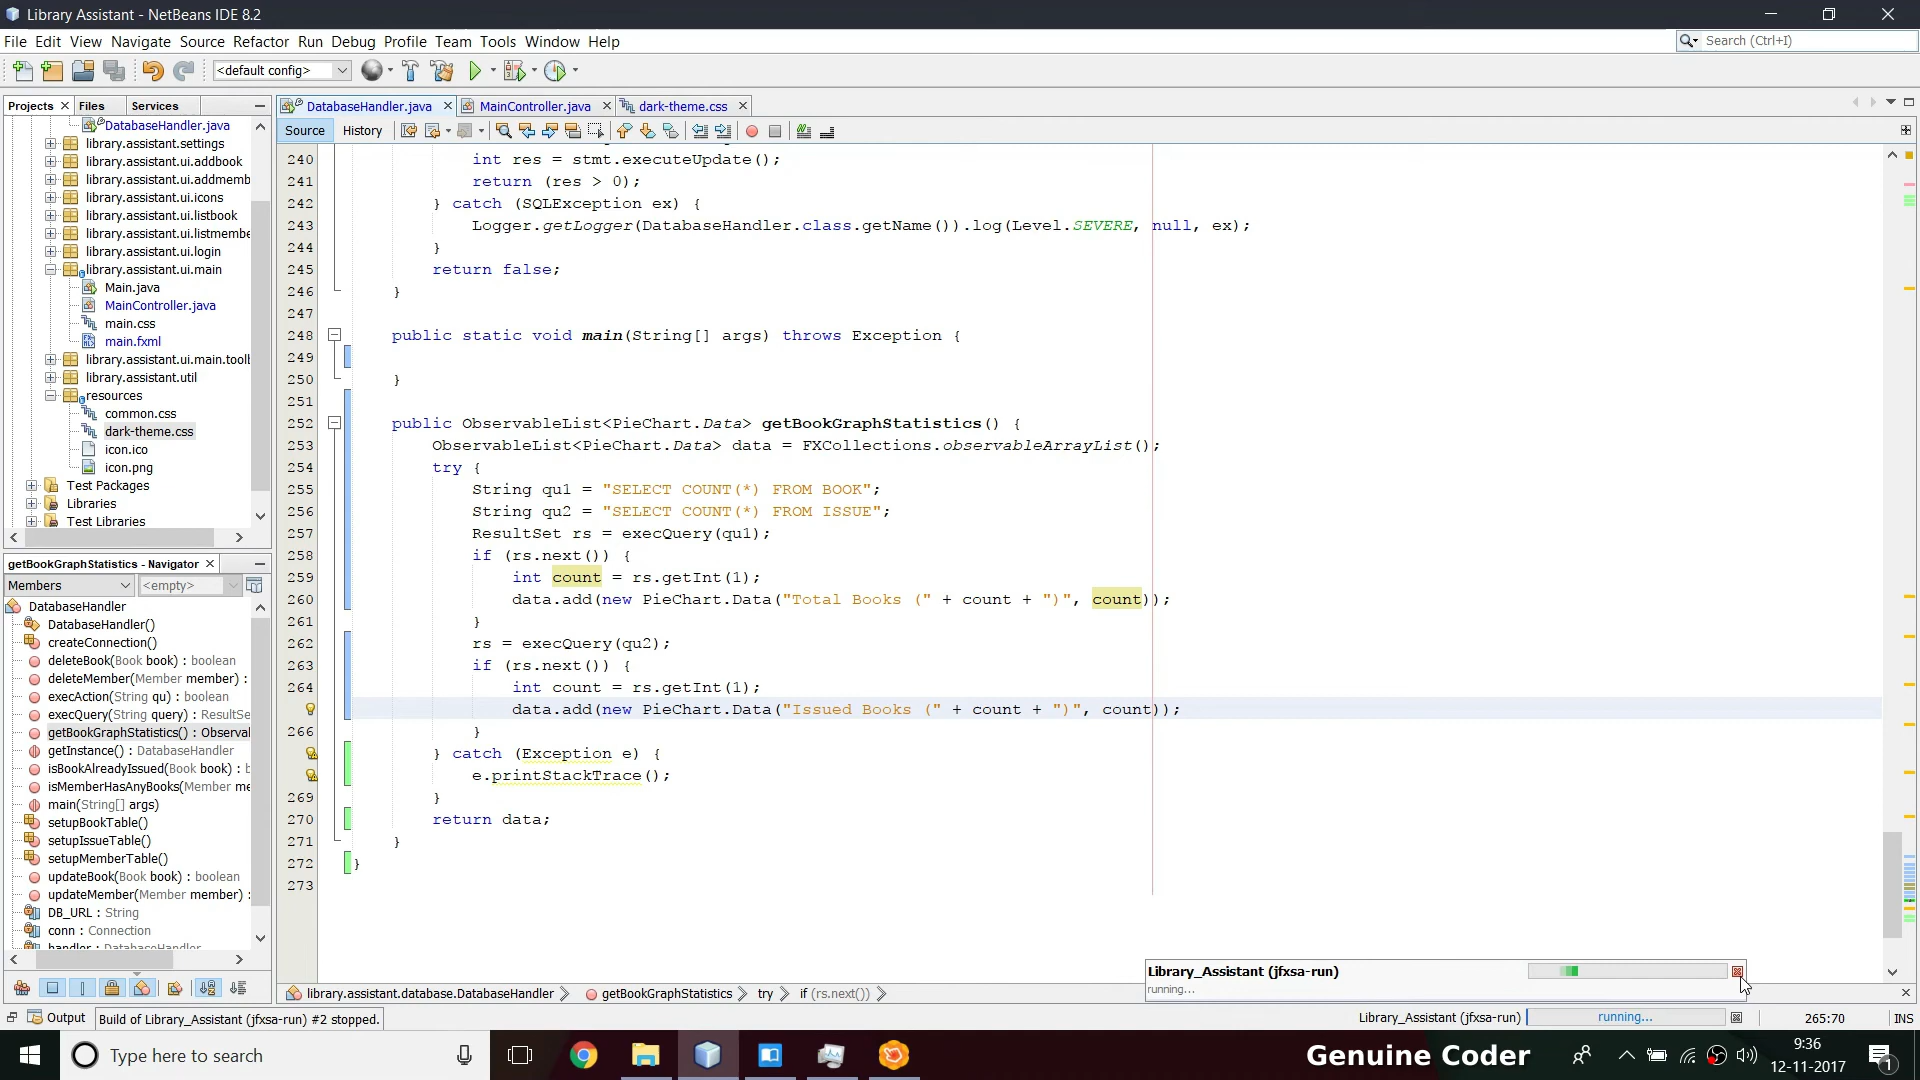 Library Assistant - NetBeans IDE 8.2
File Edit View Navigate Source Refactor Run Debug Profile Team Tools Window Help
Search (Ctrl+I)
<default config>
Projects Files Services
DatabaseHandler.java MainController.java dark-theme.css
Source History
DatabaseHandler.java
library.assistant.settings
library.assistant.ui.addbook
library.assistant.ui.addmemb
library.assistant.ui.icons
library.assistant.ui.listbook
library.assistant.ui.listmembe
library.assistant.ui.login
library.assistant.ui.main
Main.java
MainController.java
main.css
main.fxml
library.assistant.ui.main.toolb
library.assistant.util
resources
common.css
dark-theme.css
icon.ico
icon.png
Test Packages
Libraries
Test Libraries
getBookGraphStatistics - Navigator
Members <empty>
DatabaseHandler
DatabaseHandler()
createConnection()
deleteBook(Book book) : boolean
deleteMember(Member member) :
execAction(String qu) : boolean
execQuery(String query) : ResultSe
getBookGraphStatistics() : Observal
getInstance() : DatabaseHandler
isBookAlreadyIssued(Book book) : b
isMemberHasAnyBooks(Member me
main(String[] args)
setupBookTable()
setupIssueTable()
setupMemberTable()
updateBook(Book book) : boolean
updateMember(Member member) :
DB_URL : String
conn : Connection
handler : DatabaseHandler
240 int res = stmt.executeUpdate();
241 return (res > 0);
242 } catch (SQLException ex) {
243 Logger.getLogger(DatabaseHandler.class.getName()).log(Level.SEVERE, null, ex);
244 }
245 return false;
246 }
247
248 public static void main(String[] args) throws Exception {
249
250 }
251
252 public ObservableList<PieChart.Data> getBookGraphStatistics() {
253 ObservableList<PieChart.Data> data = FXCollections.observableArrayList();
254 try {
255 String qu1 = "SELECT COUNT(*) FROM BOOK";
256 String qu2 = "SELECT COUNT(*) FROM ISSUE";
257 ResultSet rs = execQuery(qu1);
258 if (rs.next()) {
259 int count = rs.getInt(1);
260 data.add(new PieChart.Data("Total Books (" + count + ")", count));
261 }
262 rs = execQuery(qu2);
263 if (rs.next()) {
264 int count = rs.getInt(1);
data.add(new PieChart.Data("Issued Books (" + count + ")", count));
266 }
} catch (Exception e) {
e.printStackTrace();
269 }
270 return data;
271 }
272 }
273
Library_Assistant (jfxsa-run)
running...
library.assistant.database.DatabaseHandler getBookGraphStatistics try if (rs.next())
Output Build of Library_Assistant (jfxsa-run) #2 stopped. Library_Assistant (jfxsa-run) running... 265:70 INS
Type here to search
Genuine Coder
9:36
12-11-2017
1